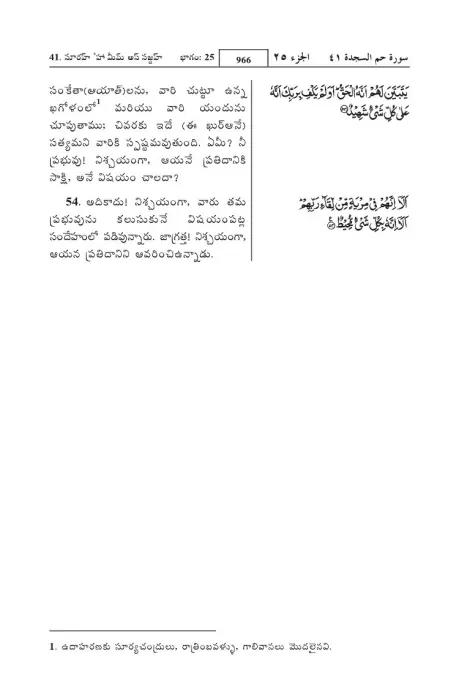 41. సూరహ్ 'హా మీమ్ అస్ సజ్దహ్ భాగం: 25 966 الجزء ٢٥ سورة حم السجدة ٤١
సంకేతా(ఆయాత్)లను, వారి చుట్టూ ఉన్న
ఖగోళంలో1 మరియు వారి యందును
చూపుతాము; చివరకు ఇదే (ఈ ఖుర్ఆనే)
సత్యమని వారికి స్పష్టమవుతుంది. ఏమీ? నీ
ప్రభువు! నిశ్చయంగా, ఆయనే ప్రతిదానికి
సాక్షి, అనే విషయం చాలదా?
54. అదికాదు! నిశ్చయంగా, వారు తమ
ప్రభువును కలుసుకునే విషయంపట్ల
సందేహంలో పడివున్నారు. జాగ్రత్త! నిశ్చయంగా,
ఆయన ప్రతిదానిని ఆవరించిఉన్నాడు.
يَتَبَيَّنَ لَهُمْ اَنَّهُ الْحَقُّ ۗ اَوَلَمْ يَكْفِ بِرَبِّكَ اَنَّهٗ
عَلٰى كُلِّ شَىْءٍ شَهِيْدٌ ۝
اَلَاۤ اِنَّهُمْ فِىْ مِرْيَةٍ مِّنْ لِّقَآءِ رَبِّهِمْ
اَلَاۤ اِنَّهٗ بِكُلِّ شَىْءٍ مُّحِيْطٌ ۝
1. ఉదాహరణకు సూర్యచంద్రులు, రాత్రింబవళ్ళు, గాలివానలు మొదలైనవి.